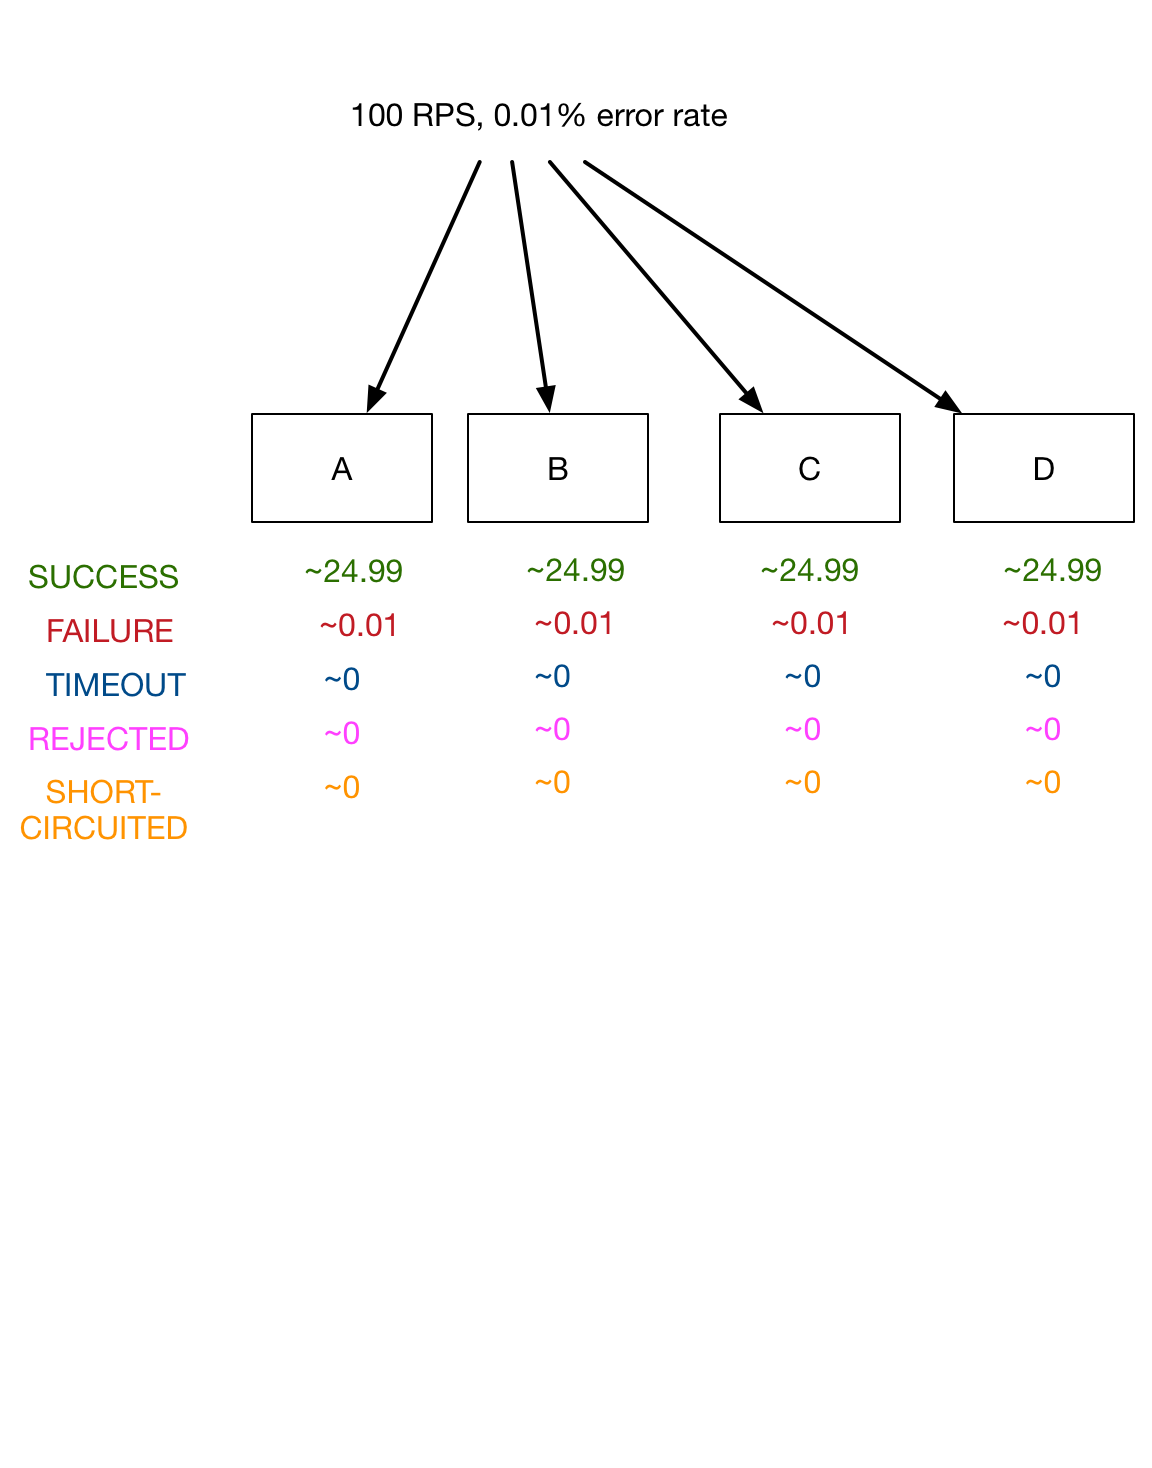 100 RPS, 0.01% error rate
A B C D
SUCCESS ~24.99 ~24.99 ~24.99 ~24.99
FAILURE ~0.01 ~0.01 ~0.01 ~0.01
TIMEOUT ~0 ~0 ~0 ~0
REJECTED ~0 ~0 ~0 ~0
SHORT- ~0 ~0 ~0 ~0
CIRCUITED